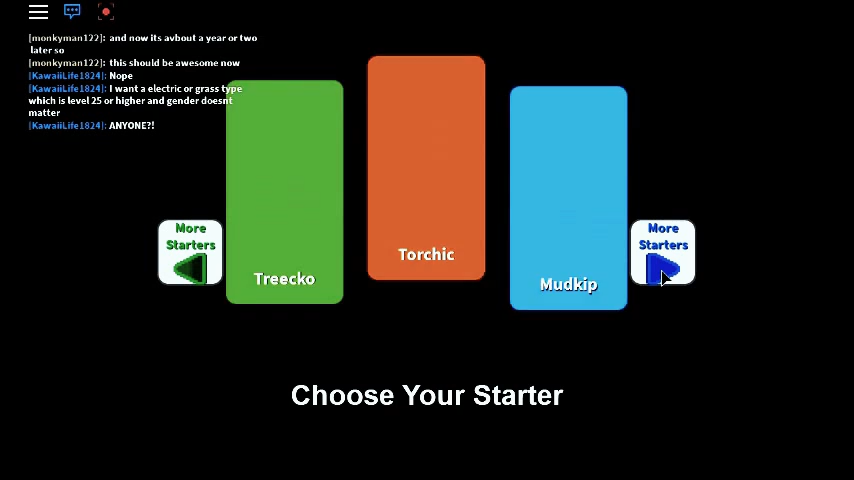 [monkyman122]: and now its avbout a year or two
later so
[monkyman122]: this should be awesome now
[KawaiiLife1824]: Nope
[KawaiiLife1824]: I want a electric or grass type
which is level 25 or higher and gender doesnt
matter
[KawaiiLife1824]: ANYONE?!
More
Starters
Treecko
Torchic
Mudkip
More
Starters
Choose Your Starter